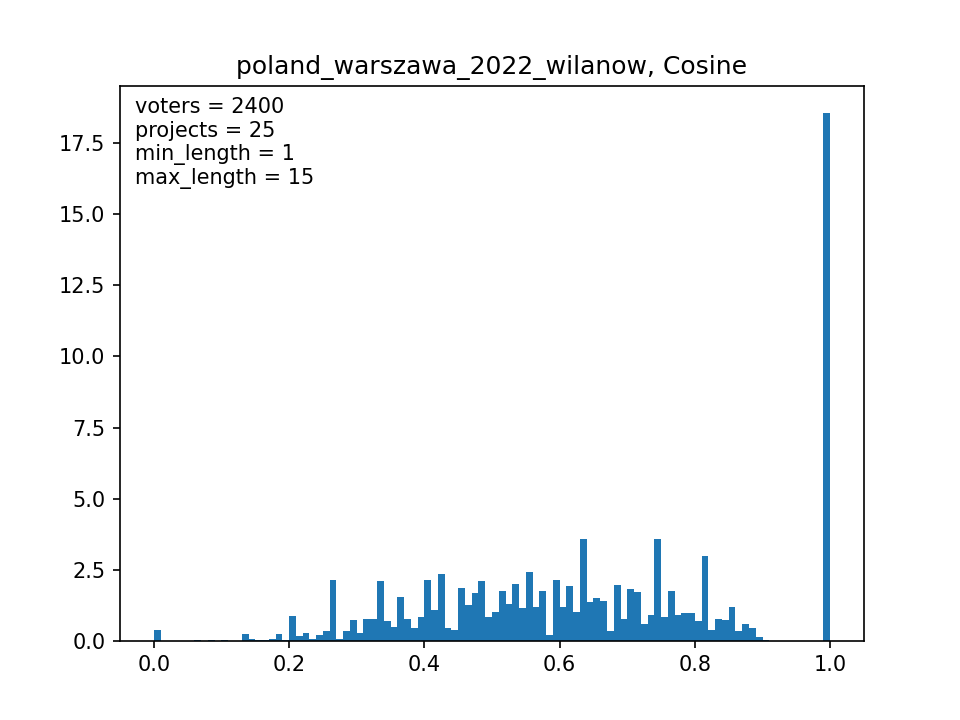 poland_warszawa_2022_wilanow, Cosine
voters = 2400
projects = 25
min_length = 1
max_length = 15
17.5
15.0
12.5
10.0
7.5
5.0
2.5
0.0
0.0 0.2 0.4 0.6 0.8 1.0